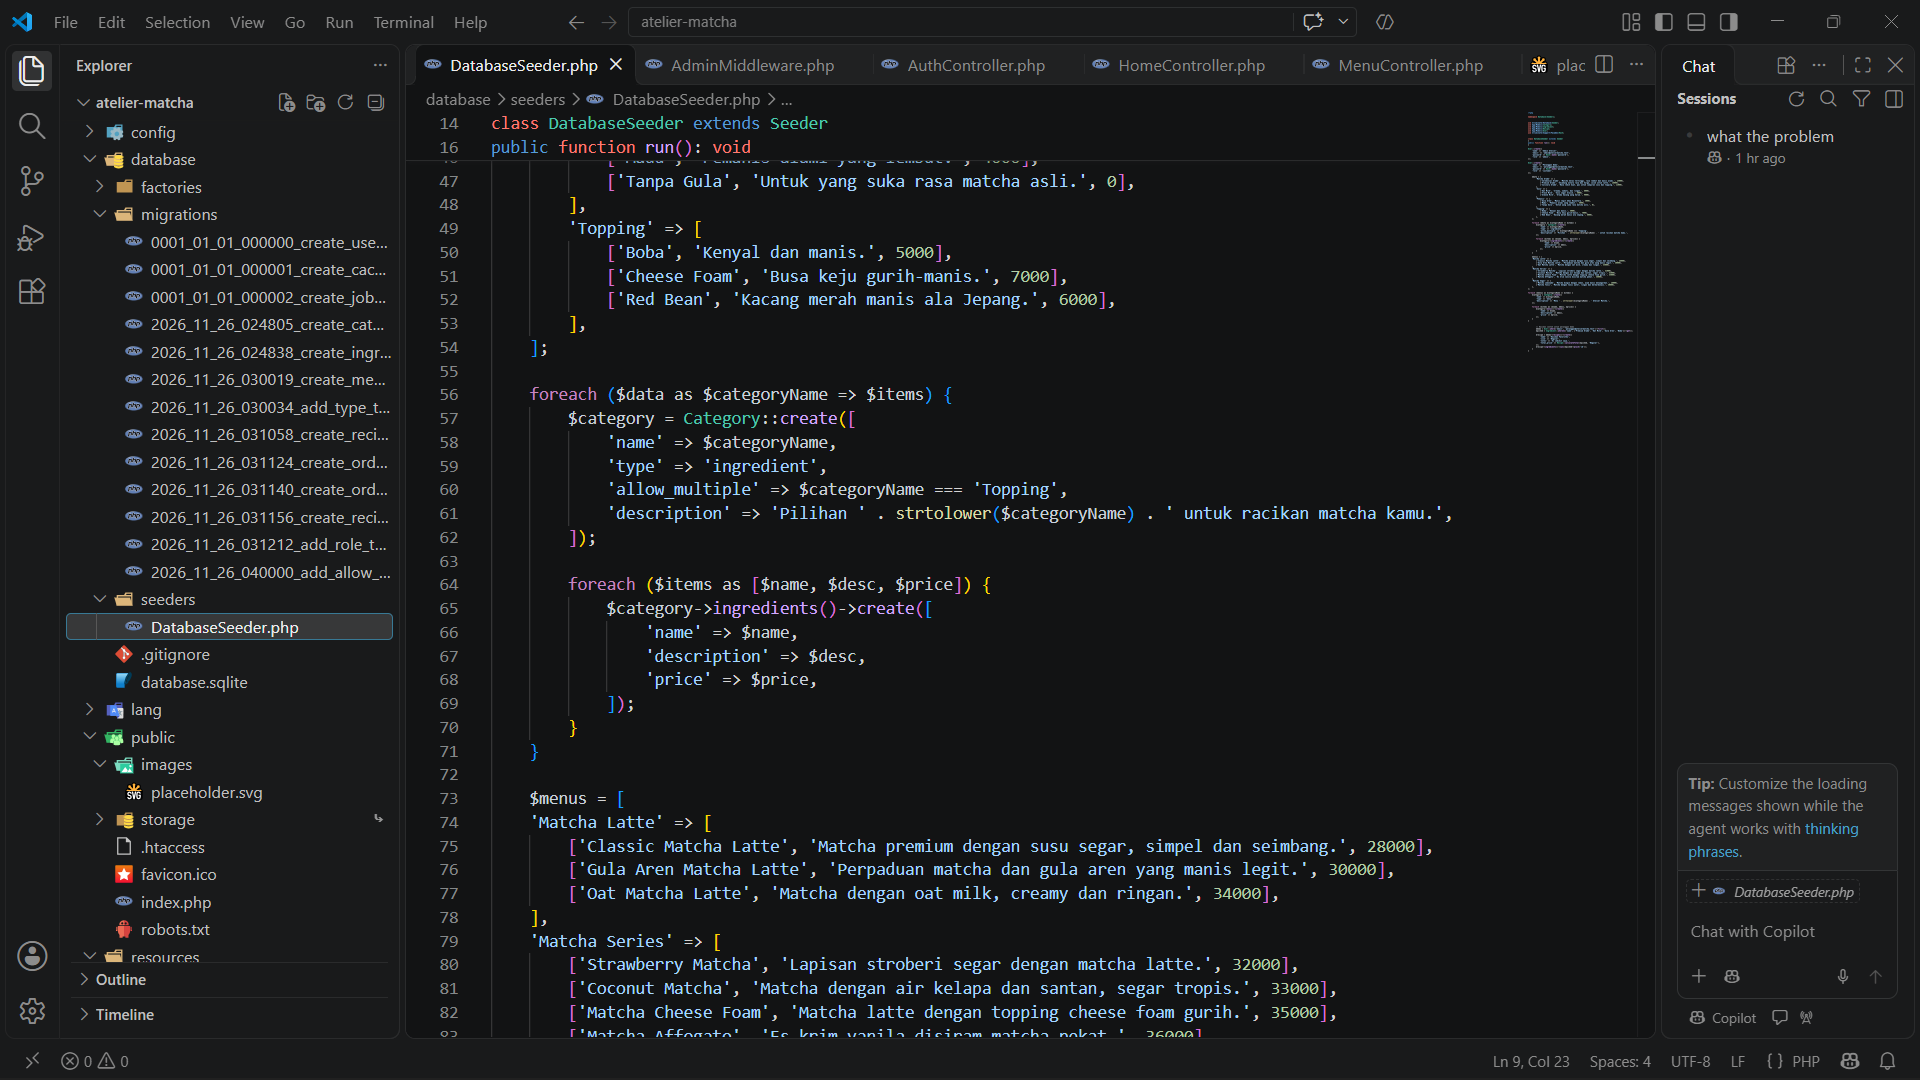 File Edit Selection View Go Run Terminal Help
atelier-matcha
Explorer
atelier-matcha
config
database
factories
migrations
0001_01_01_000000_create_use...
0001_01_01_000001_create_cac...
0001_01_01_000002_create_job...
2026_11_26_024805_create_cat...
2026_11_26_024838_create_ingr...
2026_11_26_030019_create_me...
2026_11_26_030034_add_type_t...
2026_11_26_031058_create_reci...
2026_11_26_031124_create_ord...
2026_11_26_031140_create_ord...
2026_11_26_031156_create_reci...
2026_11_26_031212_add_role_t...
2026_11_26_040000_add_allow_...
seeders
DatabaseSeeder.php
.gitignore
database.sqlite
lang
public
images
placeholder.svg
storage
.htaccess
favicon.ico
index.php
robots.txt
resources
Outline
Timeline
DatabaseSeeder.php AdminMiddleware.php AuthController.php HomeController.php MenuController.php plac
database > seeders > DatabaseSeeder.php > ...
14 class DatabaseSeeder extends Seeder
16 public function run(): void
47 ['Tanpa Gula', 'Untuk yang suka rasa matcha asli.', 0],
48 ],
49 'Topping' => [
50 ['Boba', 'Kenyal dan manis.', 5000],
51 ['Cheese Foam', 'Busa keju gurih-manis.', 7000],
52 ['Red Bean', 'Kacang merah manis ala Jepang.', 6000],
53 ],
54 ];
55
56 foreach ($data as $categoryName => $items) {
57 $category = Category::create([
58 'name' => $categoryName,
59 'type' => 'ingredient',
60 'allow_multiple' => $categoryName === 'Topping',
61 'description' => 'Pilihan ' . strtolower($categoryName) . ' untuk racikan matcha kamu.',
62 ]);
63
64 foreach ($items as [$name, $desc, $price]) {
65 $category->ingredients()->create([
66 'name' => $name,
67 'description' => $desc,
68 'price' => $price,
69 ]);
70 }
71 }
72
73 $menus = [
74 'Matcha Latte' => [
75 ['Classic Matcha Latte', 'Matcha premium dengan susu segar, simpel dan seimbang.', 28000],
76 ['Gula Aren Matcha Latte', 'Perpaduan matcha dan gula aren yang manis legit.', 30000],
77 ['Oat Matcha Latte', 'Matcha dengan oat milk, creamy dan ringan.', 34000],
78 ],
79 'Matcha Series' => [
80 ['Strawberry Matcha', 'Lapisan stroberi segar dengan matcha latte.', 32000],
81 ['Coconut Matcha', 'Matcha dengan air kelapa dan santan, segar tropis.', 33000],
82 ['Matcha Cheese Foam', 'Matcha latte dengan topping cheese foam gurih.', 35000],
83 ['Matcha Affogato', 'Es krim vanila disiram matcha pekat.', 36000]
Chat
Sessions
what the problem
· 1 hr ago
Tip: Customize the loading
messages shown while the
agent works with thinking
phrases.
DatabaseSeeder.php
Chat with Copilot
Copilot
0 0
Ln 9, Col 23 Spaces: 4 UTF-8 LF {} PHP